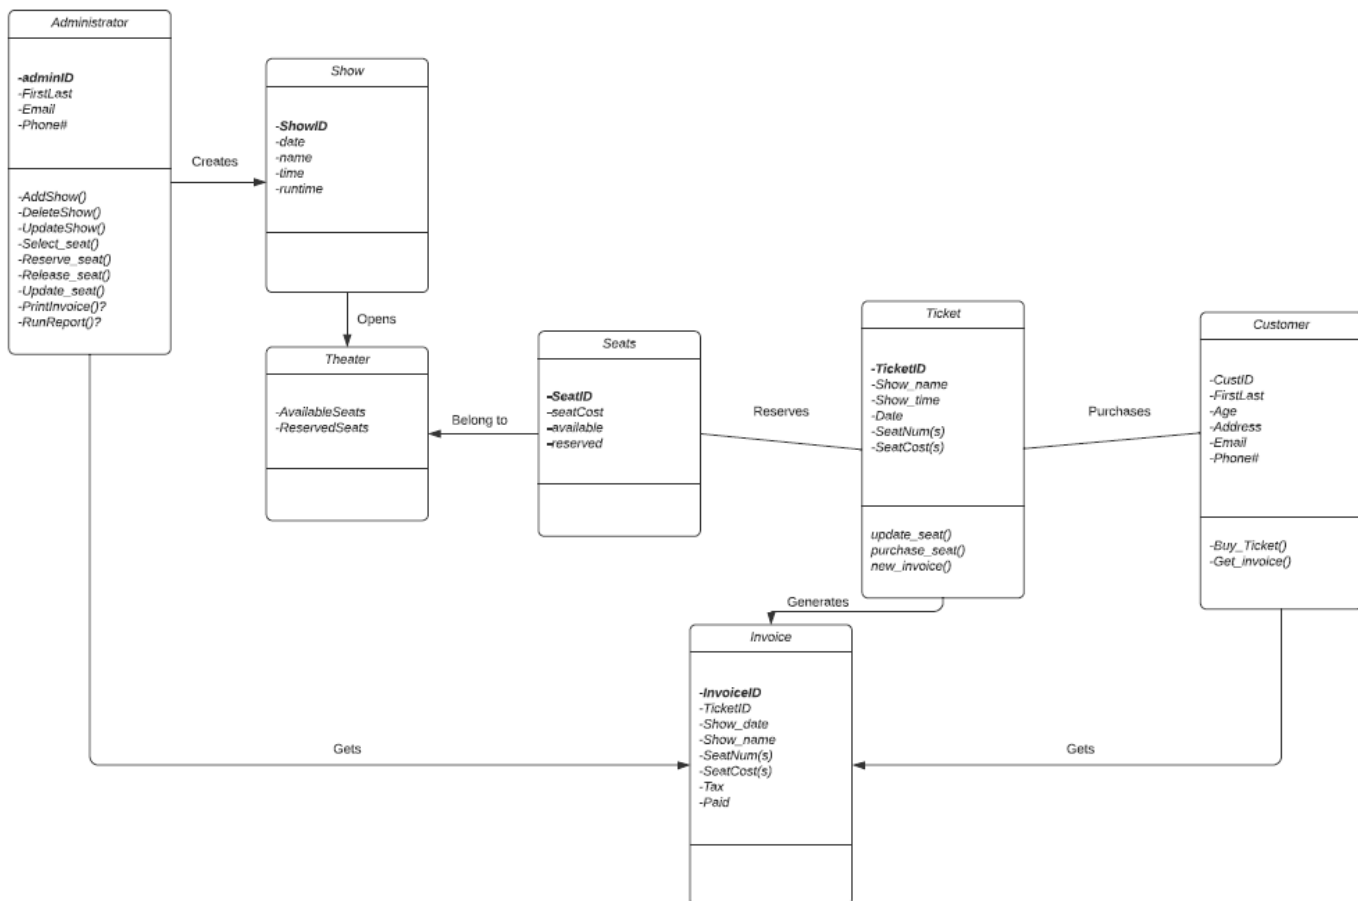 Administrator
-adminID
-FirstLast
-Email
-Phone#
-AddShow()
-DeleteShow()
-UpdateShow()
-Select_seat()
-Reserve_seat()
-Release_seat()
-Update_seat()
-PrintInvoice()?
-RunReport()?
Creates
Show
-ShowID
-date
-name
-time
-runtime
Opens
Theater
-AvailableSeats
-ReservedSeats
Belong to
Seats
-SeatID
-seatCost
-available
-reserved
Reserves
Ticket
-TicketID
-Show_name
-Show_time
-Date
-SeatNum(s)
-SeatCost(s)
update_seat()
purchase_seat()
new_invoice()
Purchases
Customer
-CustID
-FirstLast
-Age
-Address
-Email
-Phone#
-Buy_Ticket()
-Get_invoice()
Generates
Invoice
-InvoiceID
-TicketID
-Show_date
-Show_name
-SeatNum(s)
-SeatCost(s)
-Tax
-Paid
Gets
Gets